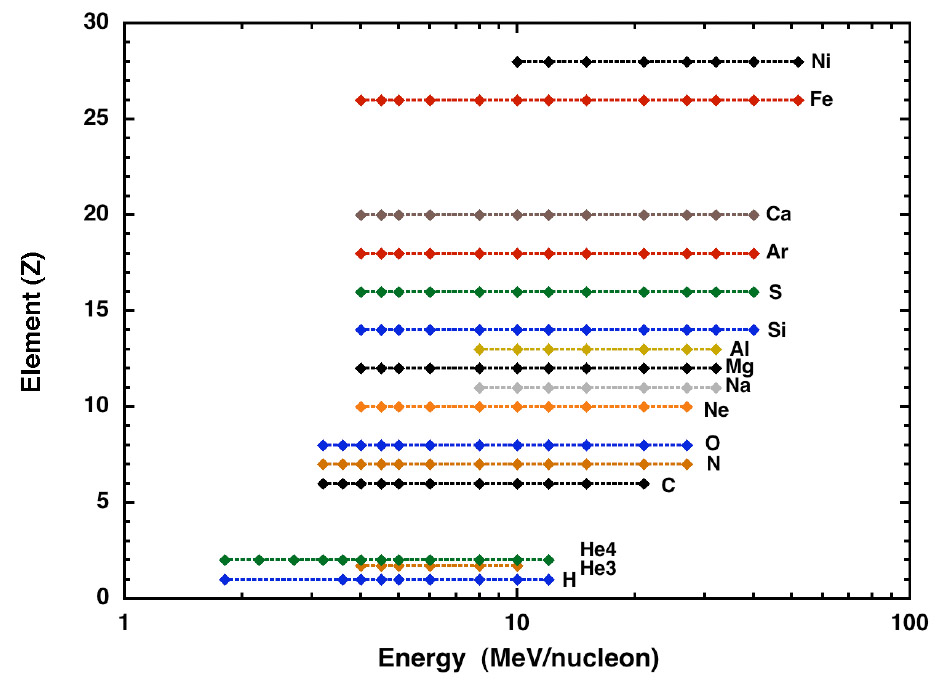 30
Ni
Fe
25
20
Ca
Ar
S
15
Si
Al
Mg
Na
10
Ne
O
N
5
C
He4
He3
H
0
1
10
100
Element (Z)
Energy (MeV/nucleon)